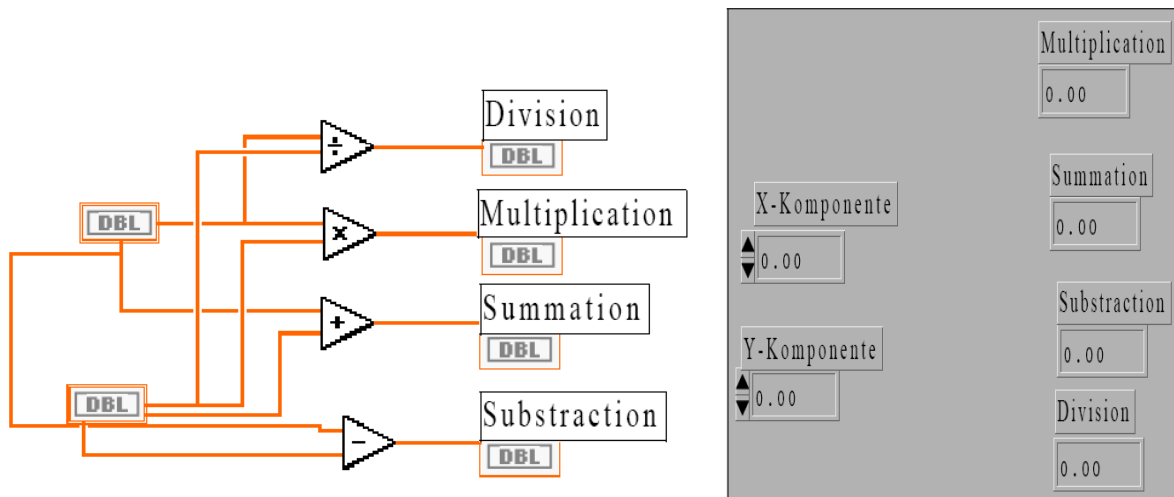 Division
÷
DBL
DBL
Multiplication
×
DBL
Summation
+
DBL
DBL
Substraction
−
DBL
Multiplication
0.00
Summation
0.00
X-Komponente
0.00
Substraction
0.00
Y-Komponente
0.00
Division
0.00